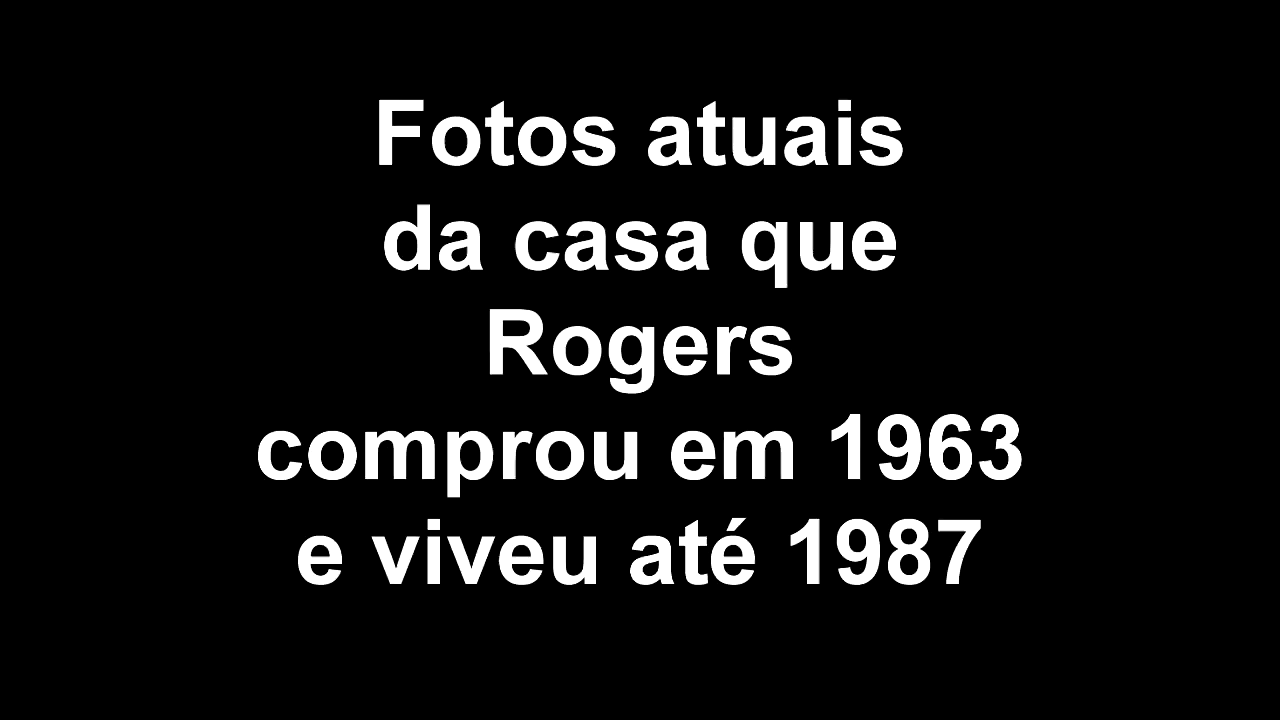 Fotos atuais
da casa que
Rogers
comprou em 1963
e viveu até 1987